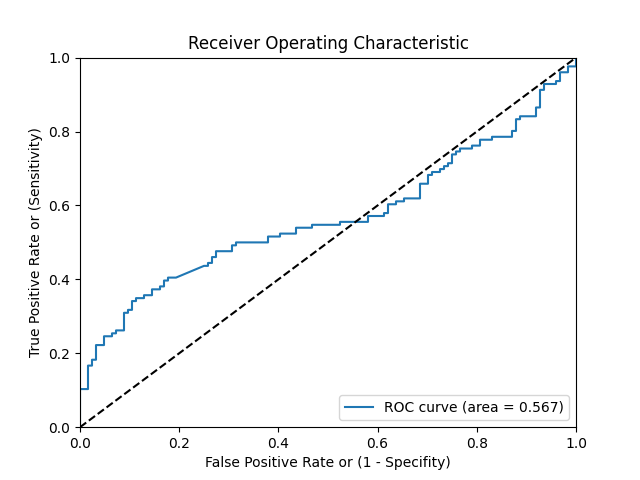 Receiver Operating Characteristic
1.0
0.8
0.6
0.4
0.2
0.0
True Positive Rate or (Sensitivity)
ROC curve (area = 0.567)
0.0 0.2 0.4 0.6 0.8 1.0
False Positive Rate or (1 - Specifity)